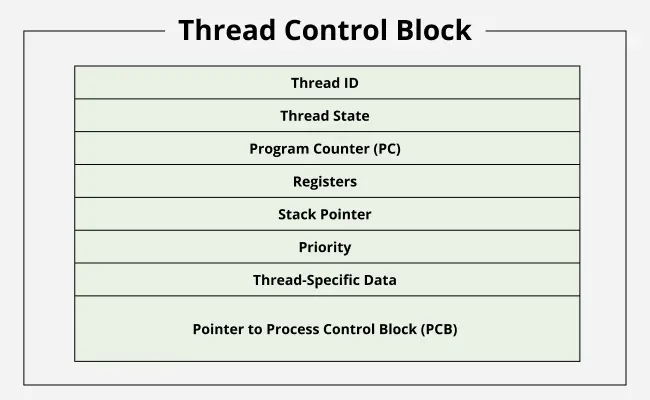 Thread Control Block
Thread ID
Thread State
Program Counter (PC)
Registers
Stack Pointer
Priority
Thread-Specific Data
Pointer to Process Control Block (PCB)